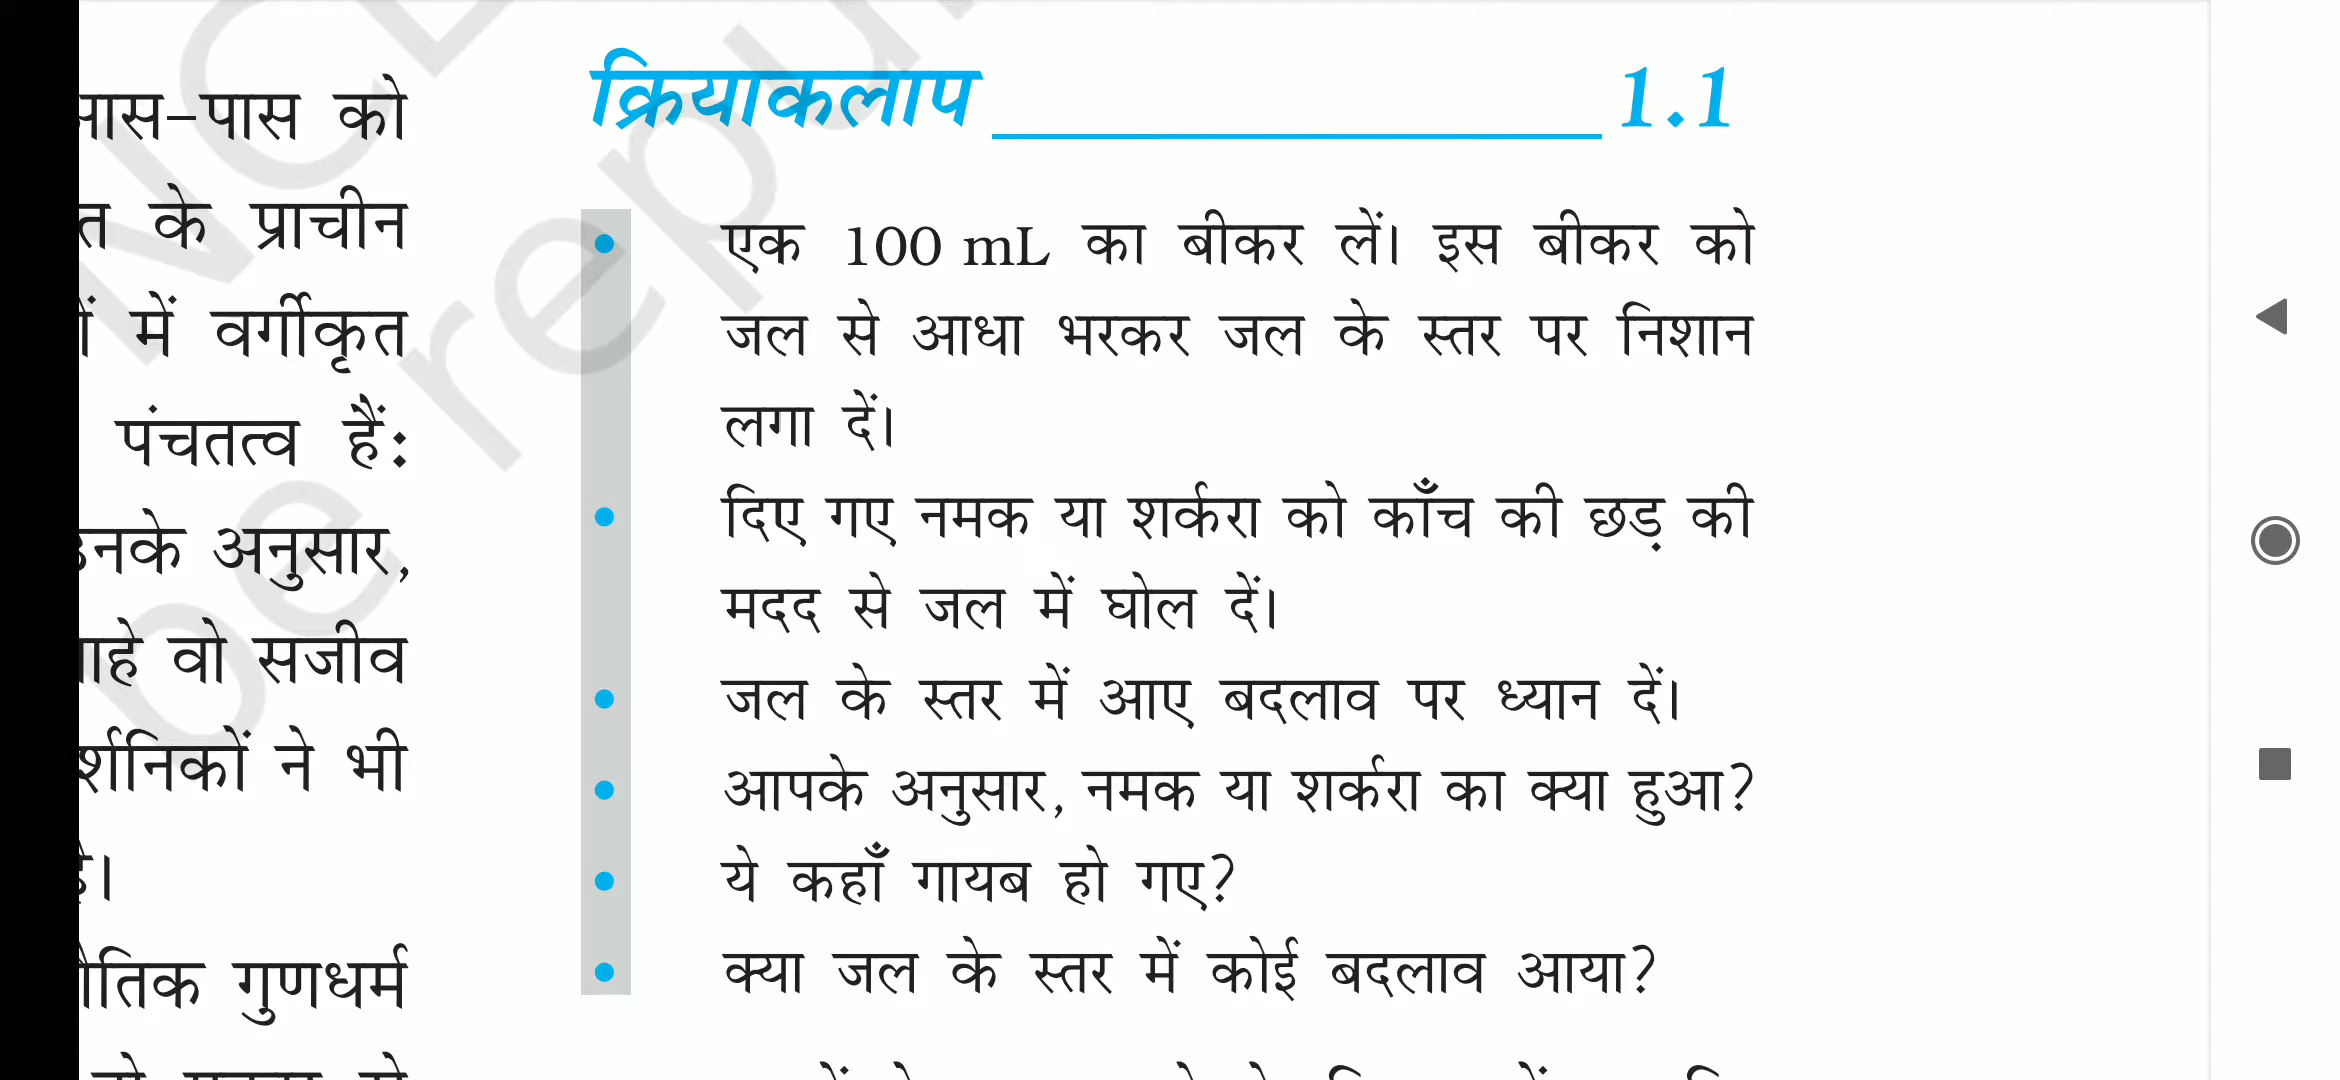 को
के प्राचीन
में वर्गीकृत
पंचतत्व हैं:
अनुसार,
वो सजीव
ने भी
गुणधर्म
क्रियाकलाप 1.1
• एक 100 mL का बीकर लें। इस बीकर को
जल से आधा भरकर जल के स्तर पर निशान
लगा दें।
• दिए गए नमक या शर्करा को काँच की छड़ की
मदद से जल में घोल दें।
• जल के स्तर में आए बदलाव पर ध्यान दें।
• आपके अनुसार, नमक या शर्करा का क्या हुआ?
• ये कहाँ गायब हो गए?
• क्या जल के स्तर में कोई बदलाव आया?